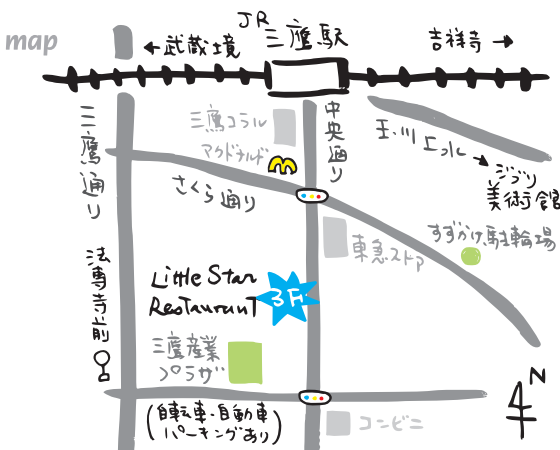 map
JR
三鷹駅
←武蔵境
吉祥寺→
三鷹通り
三鷹コラル
マクドナルド
中央通り
玉川上水
ジブリ
美術館
さくら通り
すずかけ駐輪場
東急ストア
法専寺前
Little Star
Restaurant
3F
三鷹産業
プラザ
(自転車・自動車
パーキングあり)
コンビニ
N